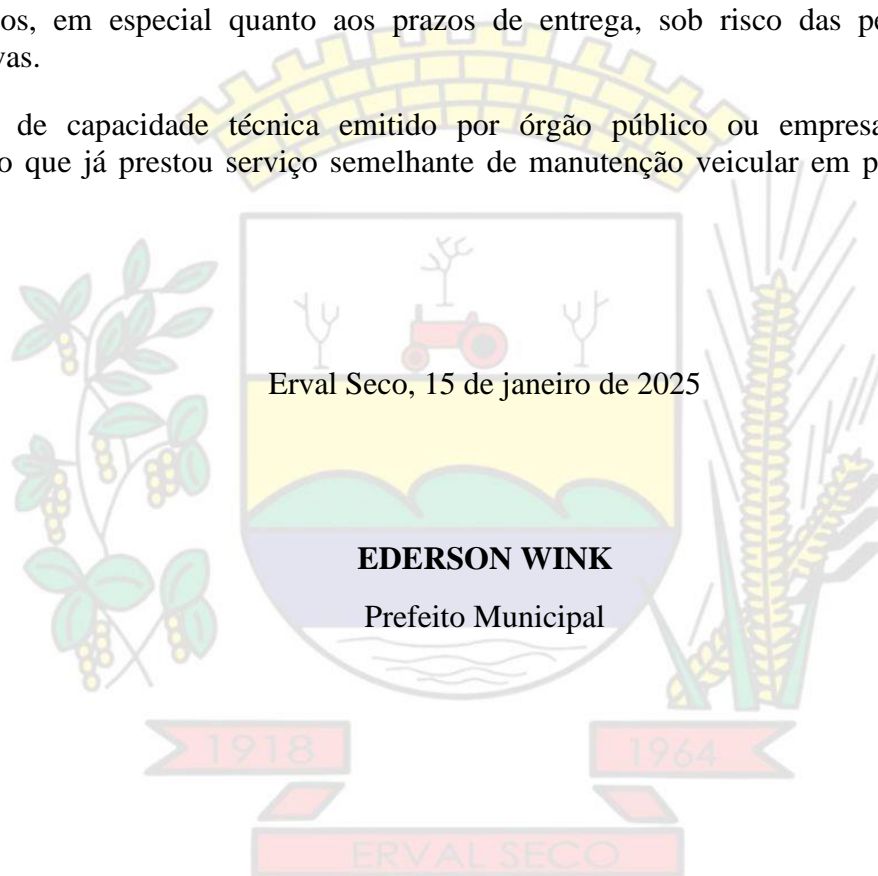 os, em especial quanto aos prazos de entrega, sob risco das pe
vas.
de capacidade técnica emitido por órgão público ou empresa
o que já prestou serviço semelhante de manutenção veicular em p
Erval Seco, 15 de janeiro de 2025
EDERSON WINK
Prefeito Municipal
1918
1964
ERVAL SECO